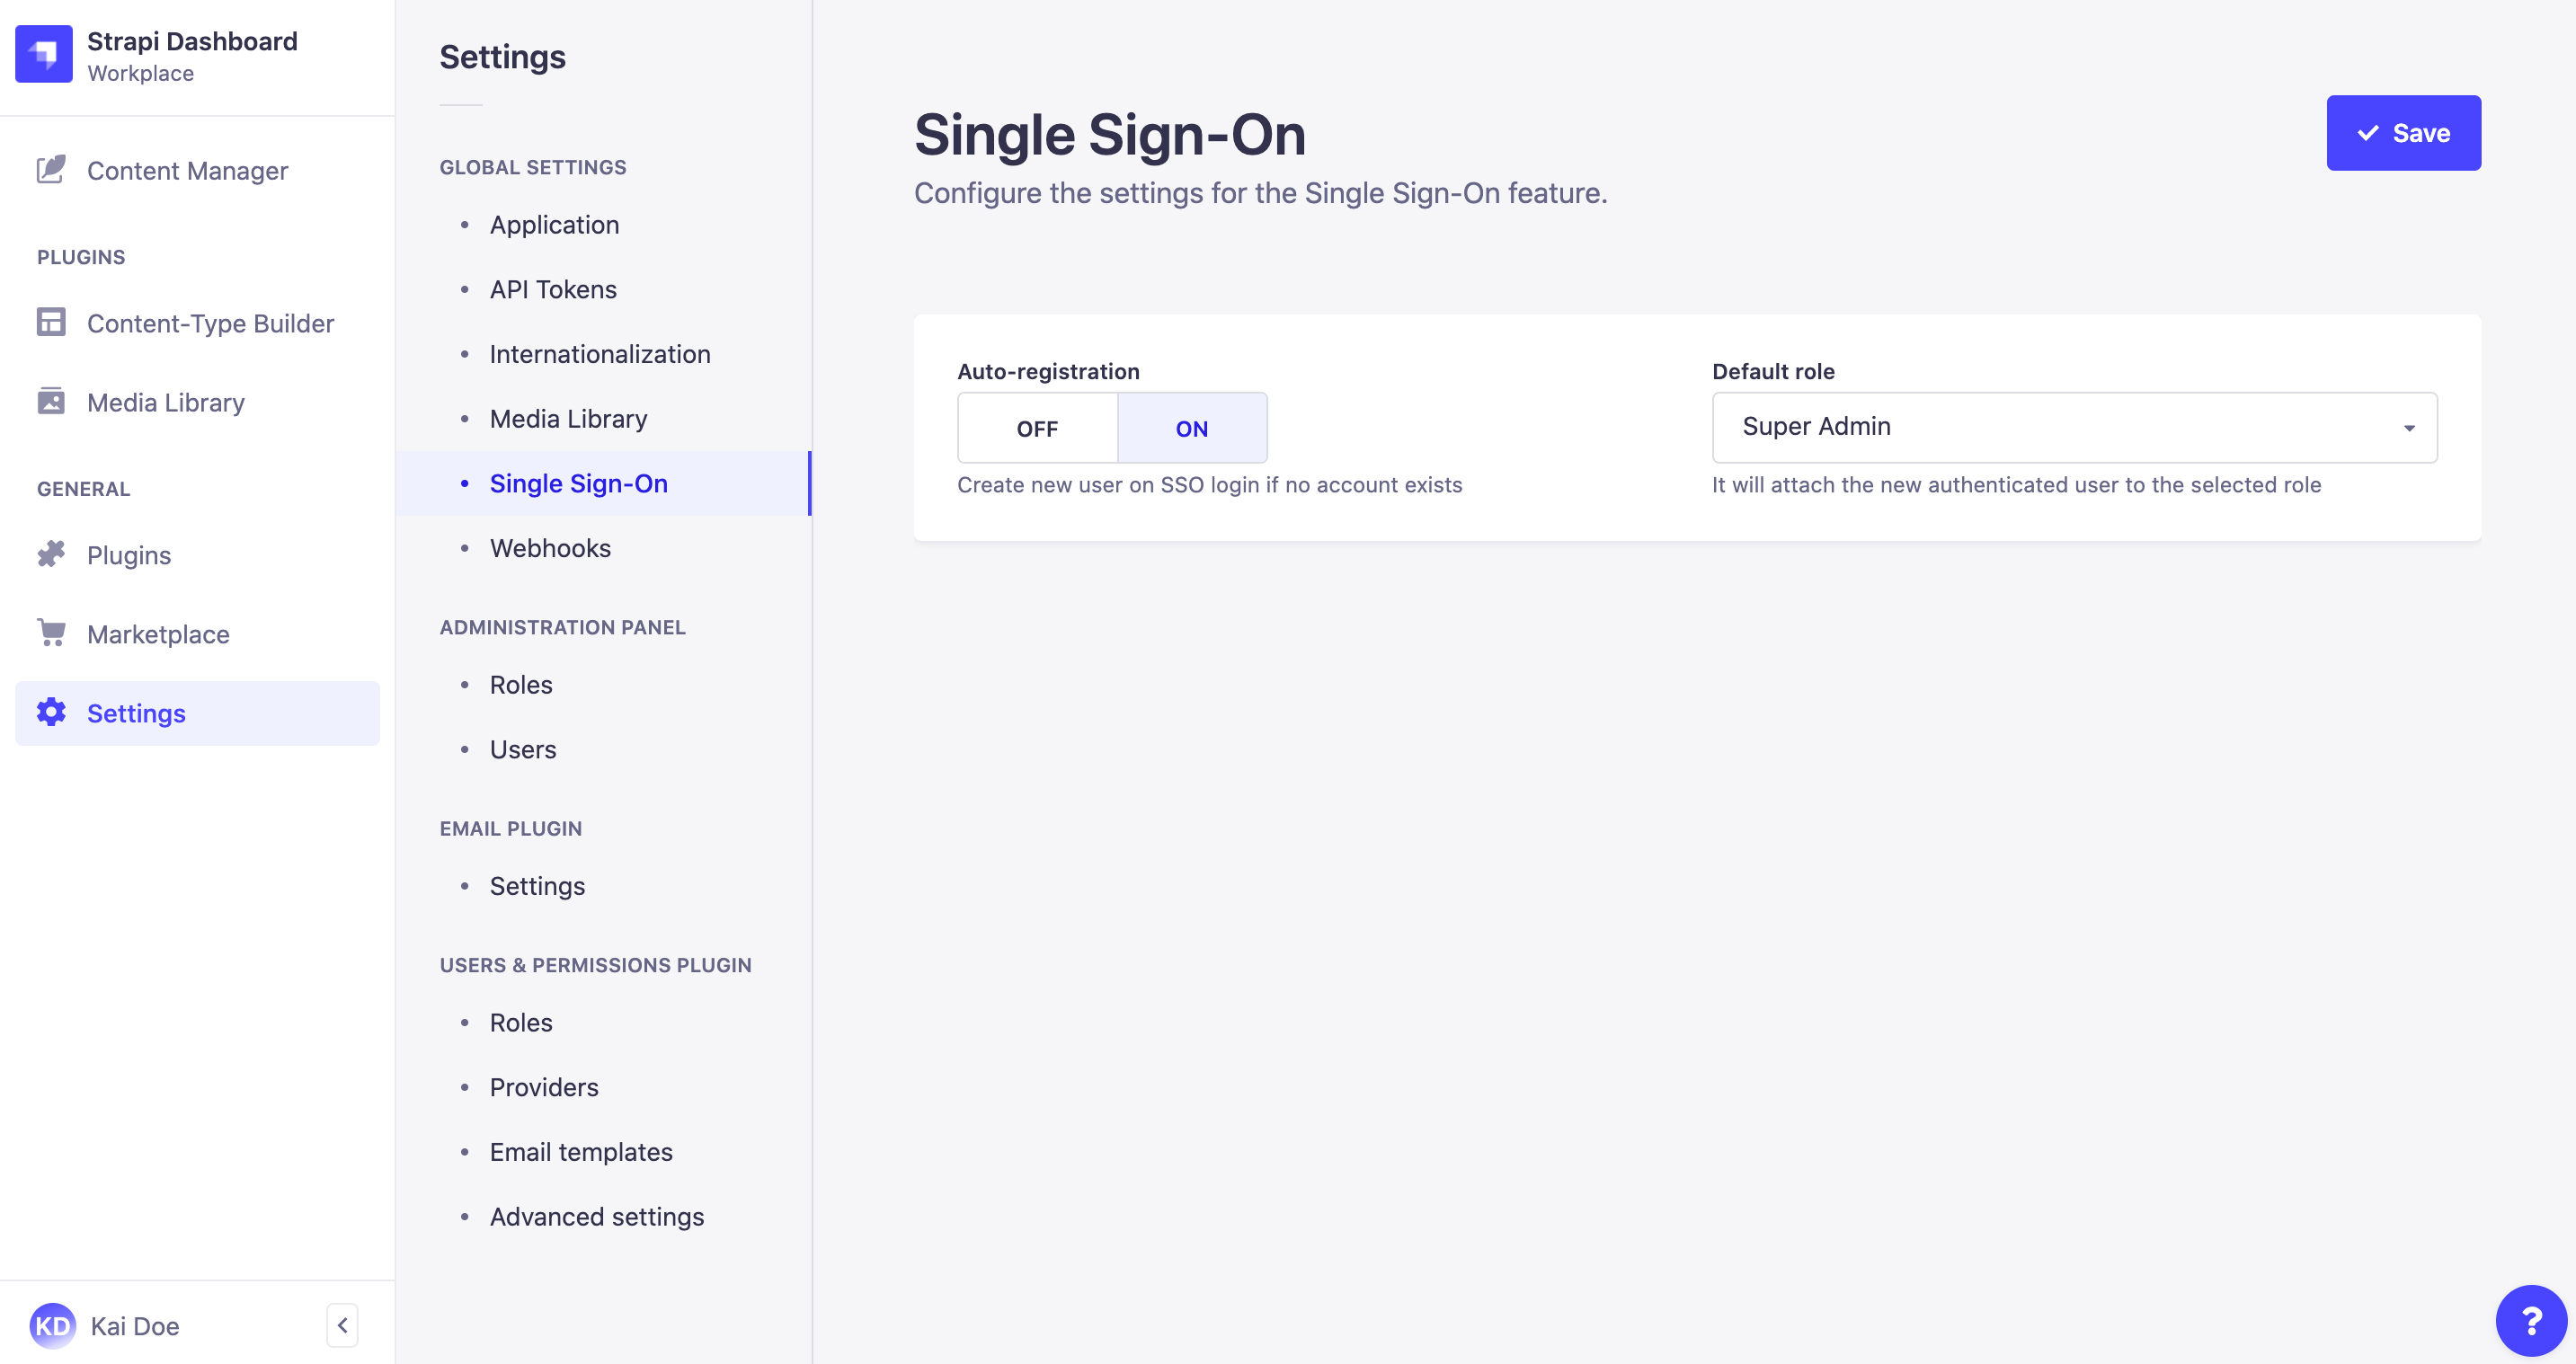 Strapi Dashboard
Workplace
Content Manager
PLUGINS
Content-Type Builder
Media Library
GENERAL
Plugins
Marketplace
Settings
KD
Kai Doe
Settings
GLOBAL SETTINGS
Application
API Tokens
Internationalization
Media Library
Single Sign-On
Webhooks
ADMINISTRATION PANEL
Roles
Users
EMAIL PLUGIN
Settings
USERS & PERMISSIONS PLUGIN
Roles
Providers
Email templates
Advanced settings
Single Sign-On
Configure the settings for the Single Sign-On feature.
Save
Auto-registration
OFF ON
Create new user on SSO login if no account exists
Default role
Super Admin
It will attach the new authenticated user to the selected role
?